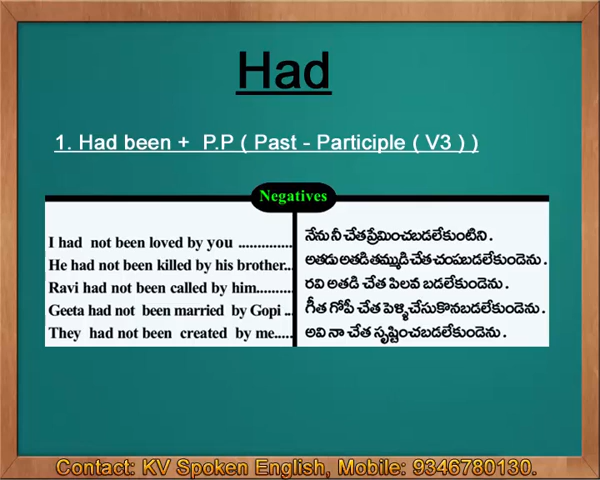 Had
1. Had been + P.P ( Past - Participle ( V3 ) )
Negatives
I had not been loved by you ..............
He had not been killed by his brother..
Ravi had not been called by him..........
Geeta had not been married by Gopi ..
They had not been created by me.....
నేను నీ చేత ప్రేమించబడలేకుంటిని .
అతడు అతడి తమ్ముడి చేత చంపబడలేకుండెను .
రవి అతడి చేత పిలవ బడలేకుండెను .
గీత గోపీ చేత పెళ్ళిచేసుకొనబడలేకుండెను .
అవి నా చేత సృష్టించబడలేకుండెను .
Contact: KV Spoken English, Mobile: 9346780130.